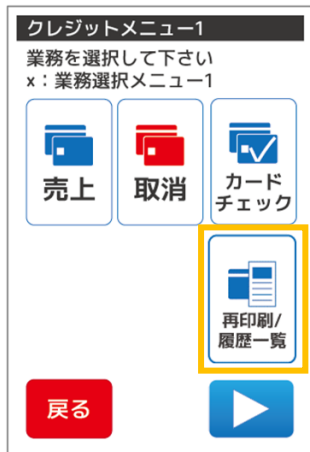 クレジットメニュー1
業務を選択して下さい
x：業務選択メニュー1
売上
取消
カード
チェック
再印刷/
履歴一覧
戻る